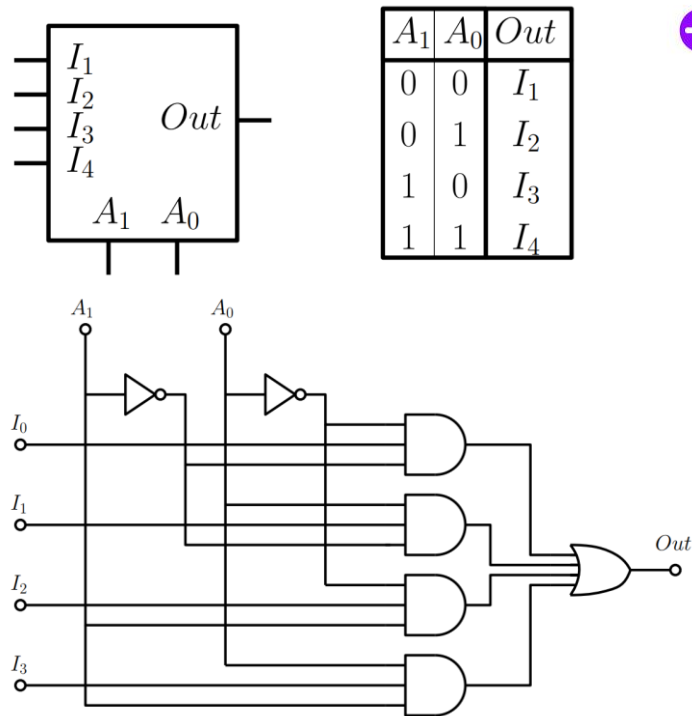 I₁
I₂
I₃
I₄
Out
A₁ A₀
A₁ A₀ Out
0 0 I₁
0 1 I₂
1 0 I₃
1 1 I₄
A₁ A₀
I₀
I₁
Out
I₂
I₃